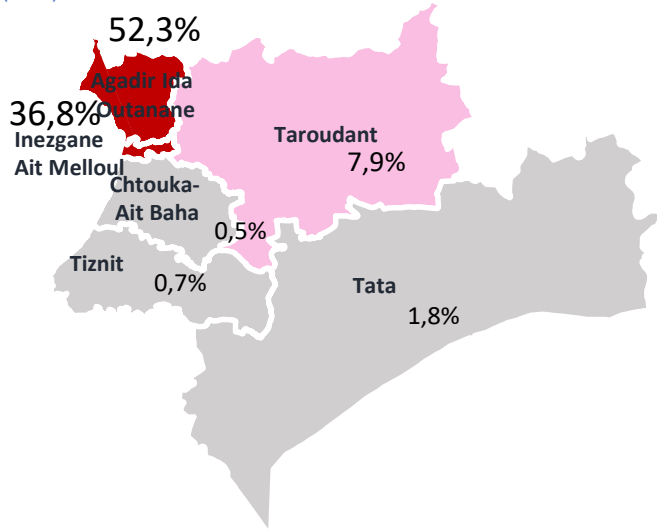 52,3%
Agadir Ida
Outanane
36,8%
Inezgane
Ait Melloul
Taroudant
7,9%
Chtouka-
Ait Baha
0,5%
Tiznit
0,7%
Tata
1,8%